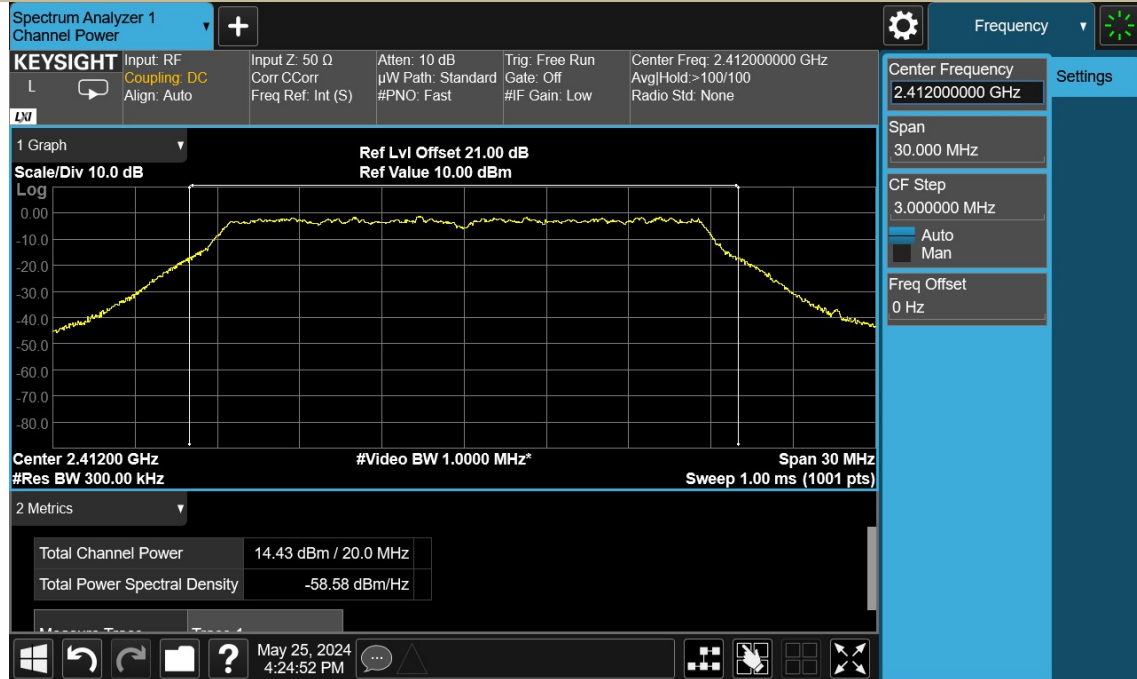 Spectrum Analyzer 1
Channel Power
Frequency
KEYSIGHT
L
LXI
Input: RF
Coupling: DC
Align: Auto
Input Z: 50 Ω
Corr CCorr
Freq Ref: Int (S)
Atten: 10 dB
µW Path: Standard
#PNO: Fast
Trig: Free Run
Gate: Off
#IF Gain: Low
Center Freq: 2.412000000 GHz
Avg|Hold:>100/100
Radio Std: None
Center Frequency
2.412000000 GHz
Settings
Span
30.000 MHz
CF Step
3.000000 MHz
Auto
Man
Freq Offset
0 Hz
1 Graph
Ref Lvl Offset 21.00 dB
Scale/Div 10.0 dB
Ref Value 10.00 dBm
Log
0.00
-10.0
-20.0
-30.0
-40.0
-50.0
-60.0
-70.0
-80.0
Center 2.41200 GHz
#Video BW 1.0000 MHz*
Span 30 MHz
#Res BW 300.00 kHz
Sweep 1.00 ms (1001 pts)
2 Metrics
Total Channel Power 14.43 dBm / 20.0 MHz
Total Power Spectral Density -58.58 dBm/Hz
?
May 25, 2024
4:24:52 PM